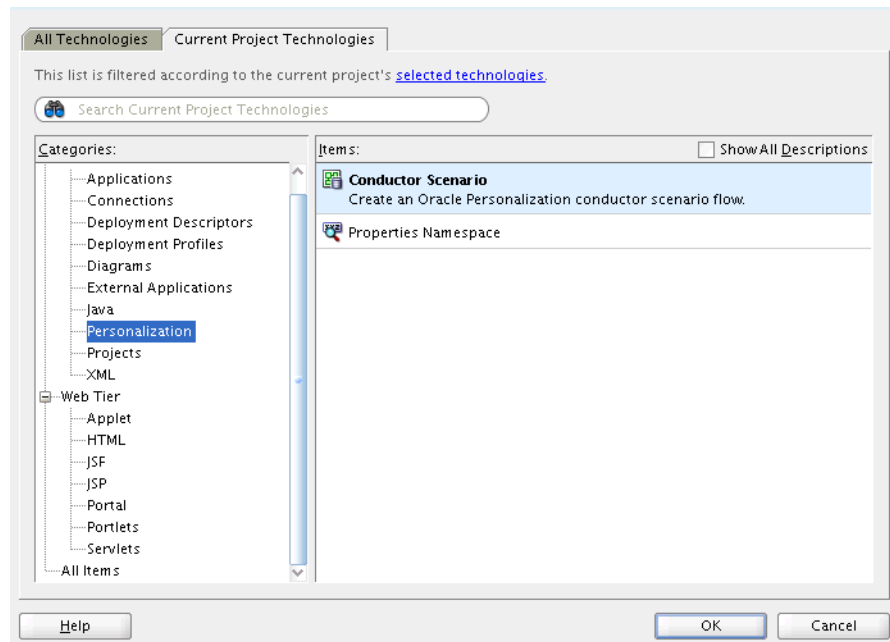 All Technologies Current Project Technologies
This list is filtered according to the current project's selected technologies.
Search Current Project Technologies
Categories:
Applications
Connections
Deployment Descriptors
Deployment Profiles
Diagrams
External Applications
Java
Personalization
Projects
XML
Web Tier
Applet
HTML
JSF
JSP
Portal
Portlets
Servlets
All Items
Items: Show All Descriptions
Conductor Scenario
Create an Oracle Personalization conductor scenario flow.
Properties Namespace
Help OK Cancel